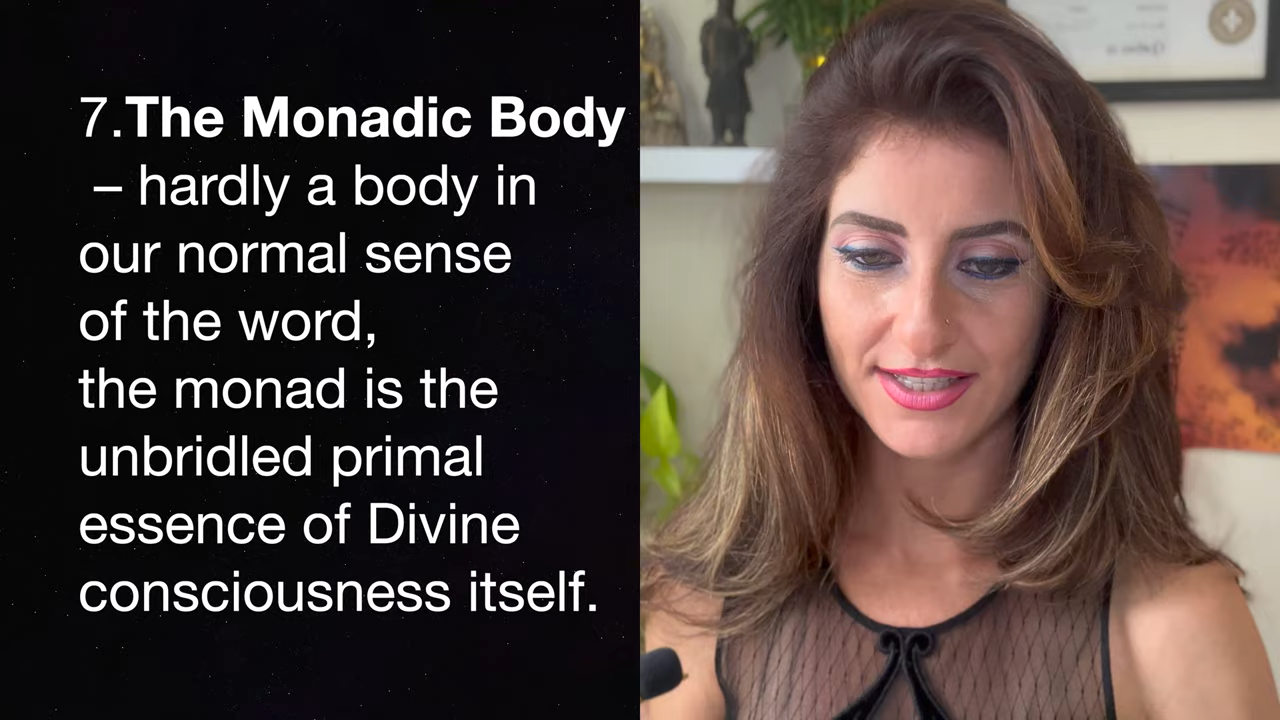 7.The Monadic Body
– hardly a body in
our normal sense
of the word,
the monad is the
unbridled primal
essence of Divine
consciousness itself.